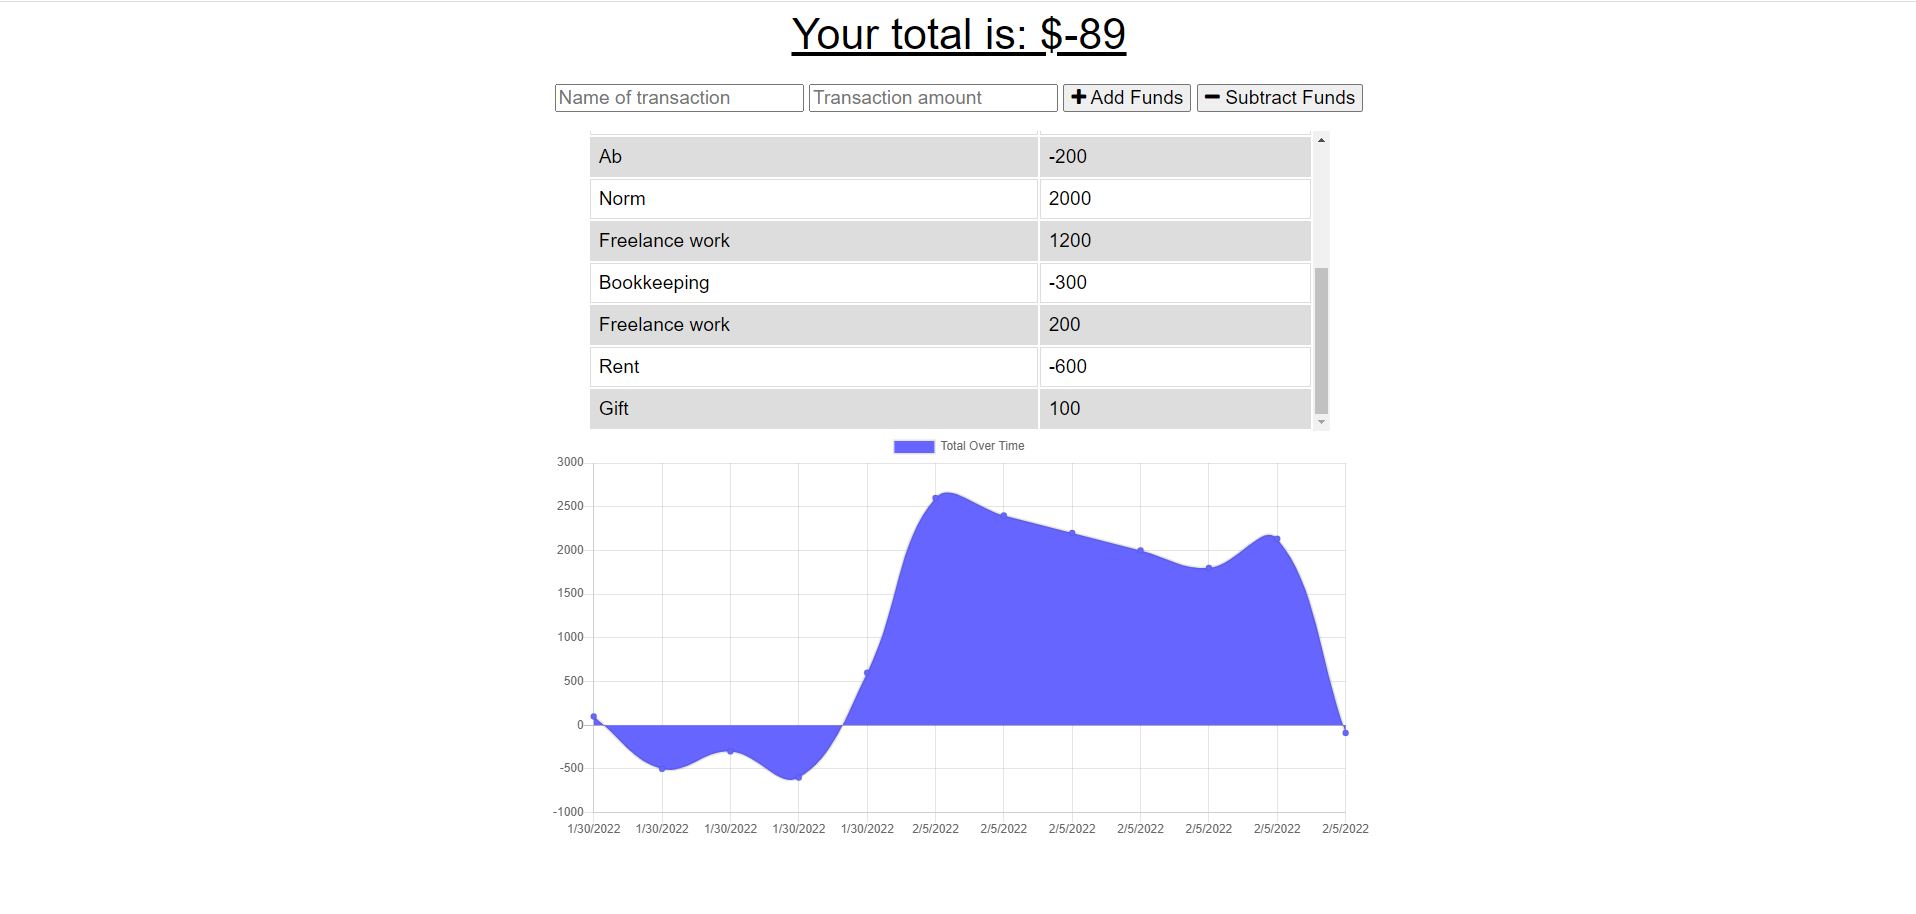 Your total is: $-89
Name of transaction Transaction amount Add Funds Subtract Funds
Ab -200
Norm 2000
Freelance work 1200
Bookkeeping -300
Freelance work 200
Rent -600
Gift 100
Total Over Time
3000
2500
2000
1500
1000
500
0
-500
-1000
1/30/2022 1/30/2022 1/30/2022 1/30/2022 1/30/2022 2/5/2022 2/5/2022 2/5/2022 2/5/2022 2/5/2022 2/5/2022 2/5/2022